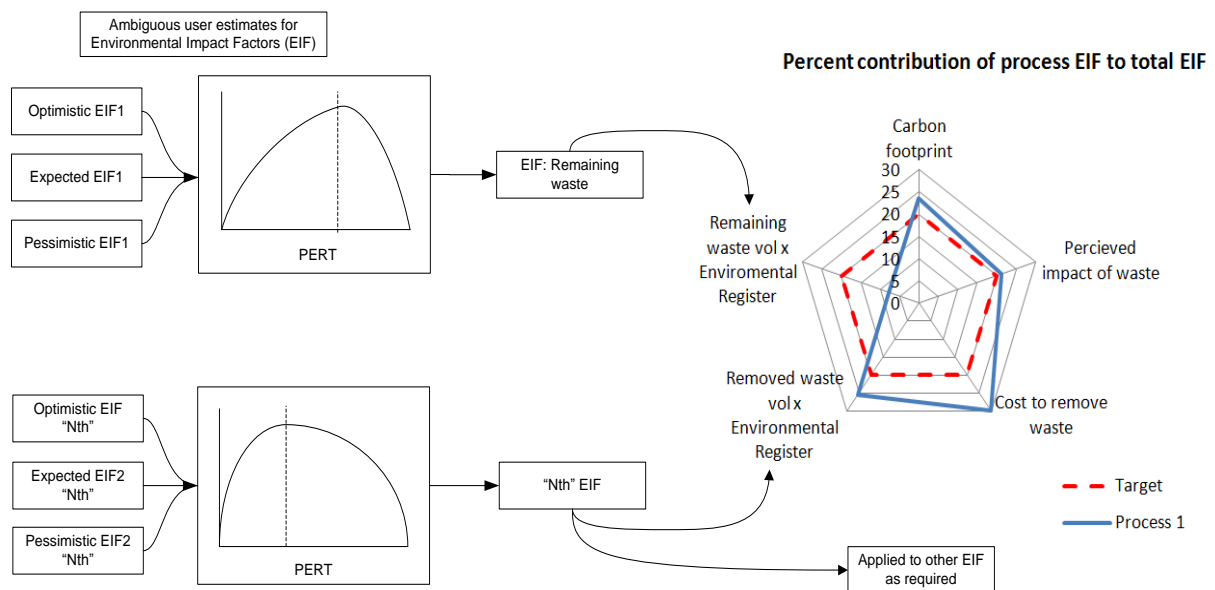 Ambiguous user estimates for
Environmental Impact Factors (EIF)
Optimistic EIF1
Expected EIF1
Pessimistic EIF1
PERT
EIF: Remaining
waste
Optimistic EIF
“Nth”
Expected EIF2
“Nth”
Pessimistic EIF2
“Nth”
PERT
“Nth” EIF
Applied to other EIF
as required
Percent contribution of process EIF to total EIF
Carbon
footprint
30
25
20
15
10
5
0
Percieved
impact of waste
Cost to remove
waste
Removed waste
vol x
Environmental
Register
Remaining
waste vol x
Enviromental
Register
Target
Process 1